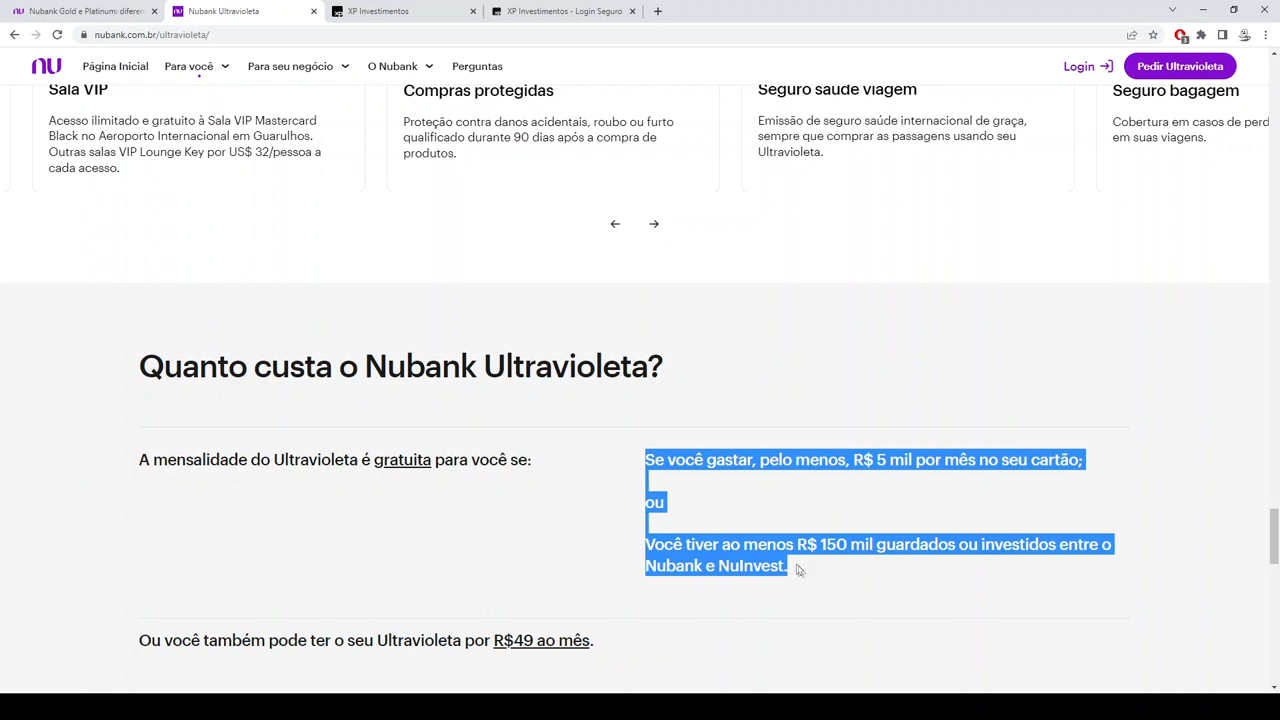 Nubank Gold e Platinum: diferen
Nubank Ultravioleta
XP Investimentos
XP Investimentos - Login Seguro
nubank.com.br/ultravioleta/
nu
Página Inicial
Para você
Para seu negócio
O Nubank
Perguntas
Login
Pedir Ultravioleta
Sala VIP
Acesso ilimitado e gratuito à Sala VIP Mastercard
Black no Aeroporto Internacional em Guarulhos.
Outras salas VIP Lounge Key por US$ 32/pessoa a
cada acesso.
Compras protegidas
Proteção contra danos acidentais, roubo ou furto
qualificado durante 90 dias após a compra de
produtos.
Seguro saúde viagem
Emissão de seguro saúde internacional de graça,
sempre que comprar as passagens usando seu
Ultravioleta.
Seguro bagagem
Cobertura em casos de perd
em suas viagens.
Quanto custa o Nubank Ultravioleta?
A mensalidade do Ultravioleta é gratuita para você se:
Se você gastar, pelo menos, R$ 5 mil por mês no seu cartão;
ou
Você tiver ao menos R$ 150 mil guardados ou investidos entre o
Nubank e NuInvest.
Ou você também pode ter o seu Ultravioleta por R$49 ao mês.